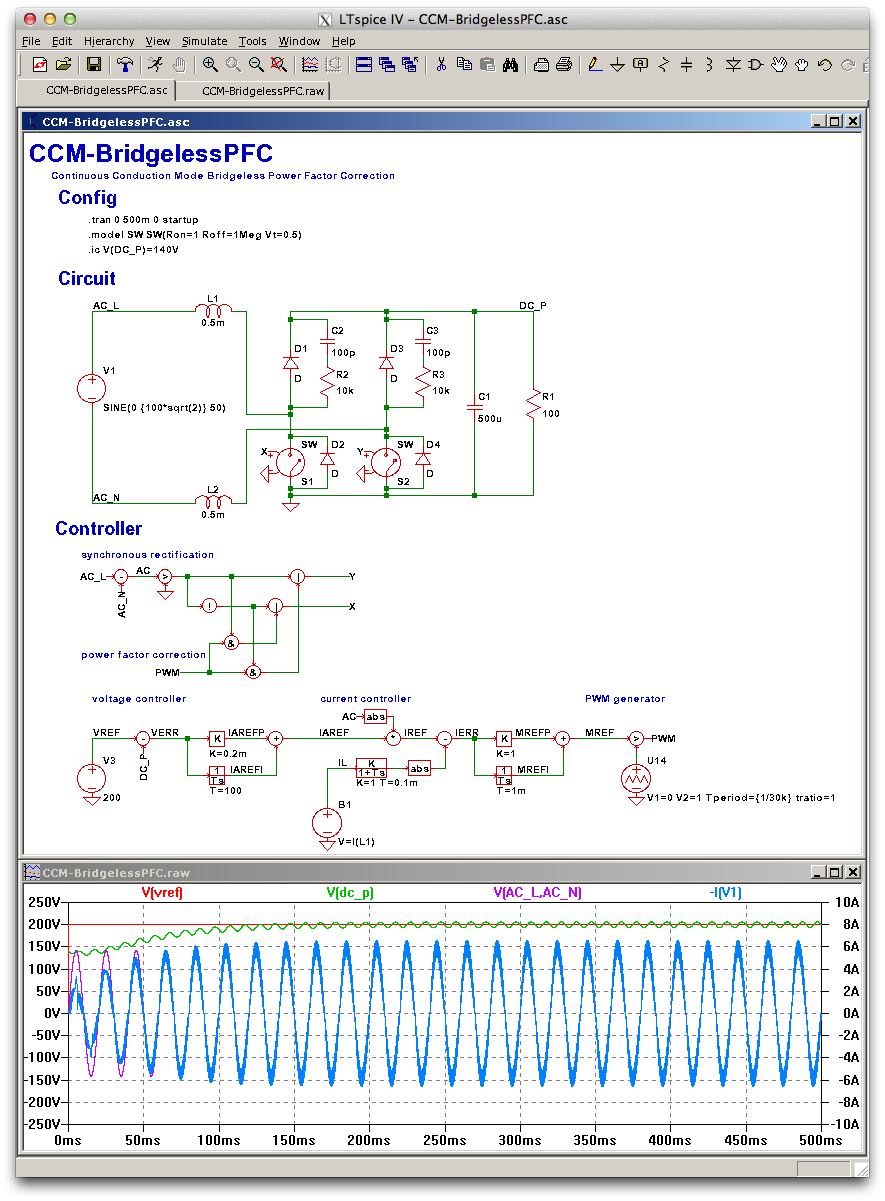 LTspice IV – CCM-BridgelessPFC.asc
File Edit Hierarchy View Simulate Tools Window Help
CCM-BridgelessPFC.asc CCM-BridgelessPFC.raw
CCM-BridgelessPFC.asc
CCM-BridgelessPFC
Continuous Conduction Mode Bridgeless Power Factor Correction
Config
.tran 0 500m 0 startup
.model SW SW(Ron=1 Roff=1Meg Vt=0.5)
.ic V(DC_P)=140V
Circuit
AC_L L1 DC_P
0.5m
C2 C3
D1 100p D3 100p
V1 D R2 D R3
10k 10k C1 R1
SINE(0 {100*sqrt(2)} 50) 500u 100
X SW D2 Y SW D4
D D
S1 S2
AC_N L2
0.5m
Controller
synchronous rectification
AC_L - AC > | Y
AC_N ! | X
&
power factor correction
PWM &
voltage controller current controller PWM generator
AC abs
VREF - VERR K IAREFP + IAREF * IREF - IERR K MREFP + MREF > PWM
K=0.2m K=1
DC_P
V3 1 Ts IAREFI IL K 1+Ts abs 1 Ts MREFI U14
T=100 K=1 T=0.1m T=1m
200 B1 V1=0 V2=1 Tperiod={1/30k} tratio=1
V=I(L1)
CCM-BridgelessPFC.raw
V(vref) V(dc_p) V(AC_L,AC_N) -I(V1)
250V 10A
200V 8A
150V 6A
100V 4A
50V 2A
0V 0A
-50V -2A
-100V -4A
-150V -6A
-200V -8A
-250V -10A
0ms 50ms 100ms 150ms 200ms 250ms 300ms 350ms 400ms 450ms 500ms